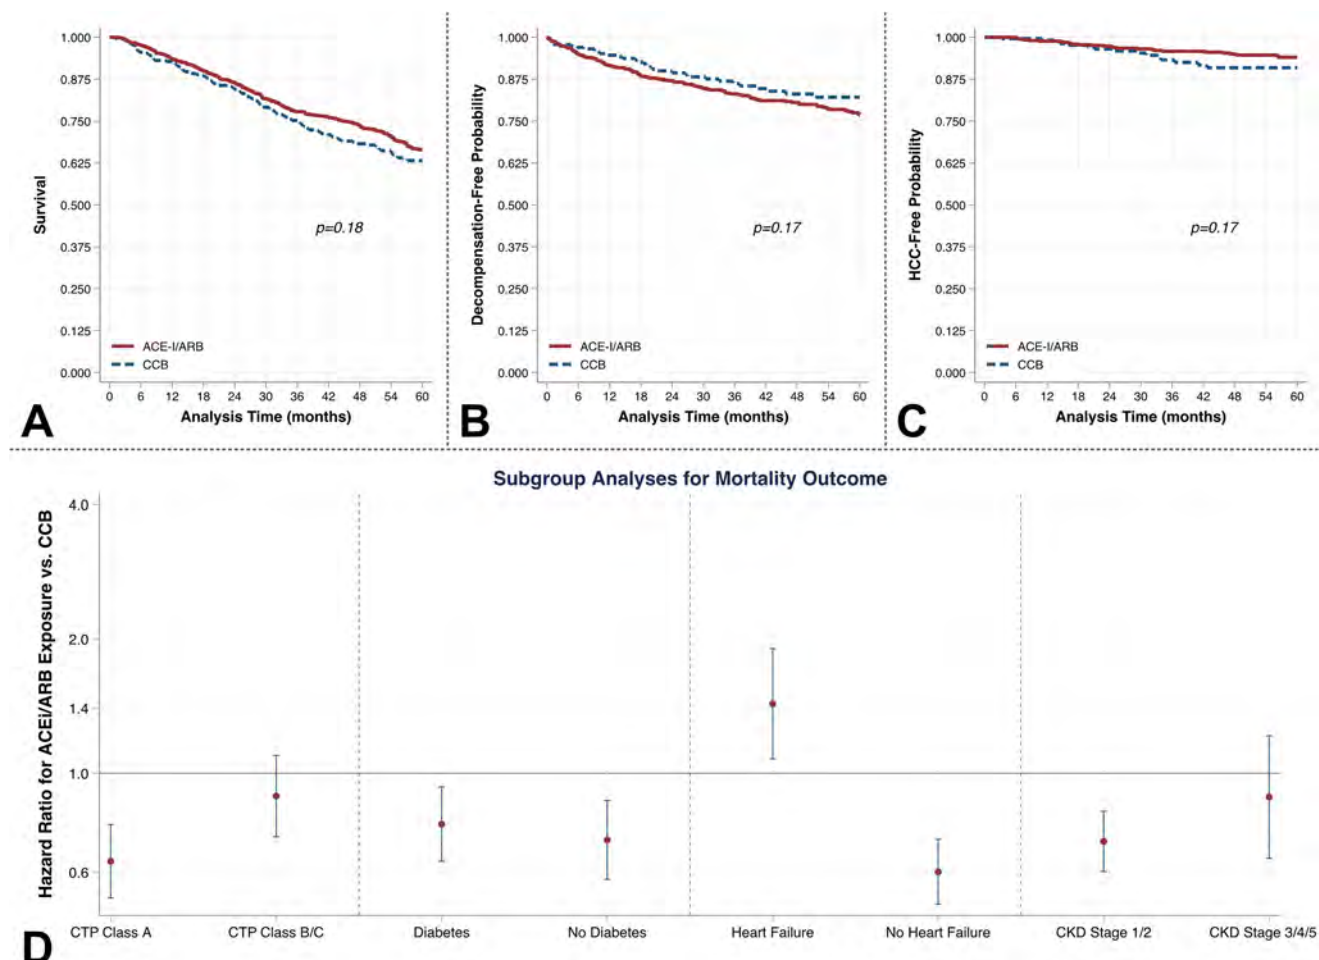 1.000
0.875
0.750
0.625
0.500
0.375
0.250
0.125
0.000
Survival
p=0.18
ACE-I/ARB
CCB
0 6 12 18 24 30 36 42 48 54 60
Analysis Time (months)
A
1.000
0.875
0.750
0.625
0.500
0.375
0.250
0.125
0.000
Decompensation-Free Probability
p=0.17
ACE-I/ARB
CCB
0 6 12 18 24 30 36 42 48 54 60
Analysis Time (months)
B
1.000
0.875
0.750
0.625
0.500
0.375
0.250
0.125
0.000
HCC-Free Probability
p=0.17
ACE-I/ARB
CCB
0 6 12 18 24 30 36 42 48 54 60
Analysis Time (months)
C
Subgroup Analyses for Mortality Outcome
Hazard Ratio for ACEi/ARB Exposure vs. CCB
4.0
2.0
1.4
1.0
0.6
CTP Class A CTP Class B/C Diabetes No Diabetes Heart Failure No Heart Failure CKD Stage 1/2 CKD Stage 3/4/5
D